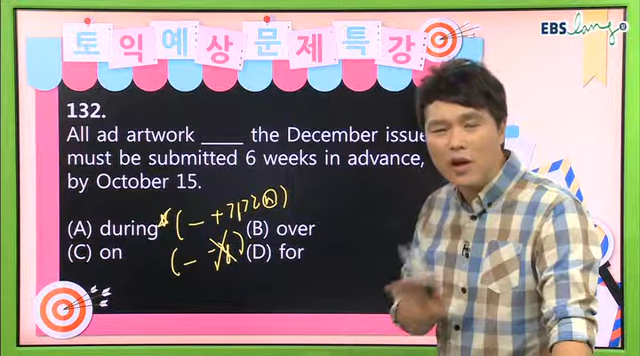 토익예상문제특강
EBS lang
132.
All ad artwork ____ the December issue
must be submitted 6 weeks in advance,
by October 15.
(A) during
(B) over
(C) on
(D) for